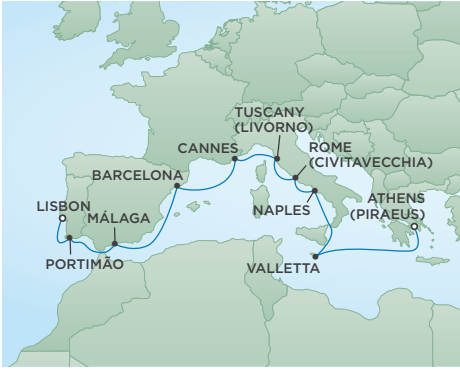 TUSCANY
(LIVORNO)
CANNES
ROME
(CIVITAVECCHIA)
BARCELONA
LISBON
MÁLAGA
NAPLES
ATHENS
(PIRAEUS)
PORTIMÃO
VALLETTA